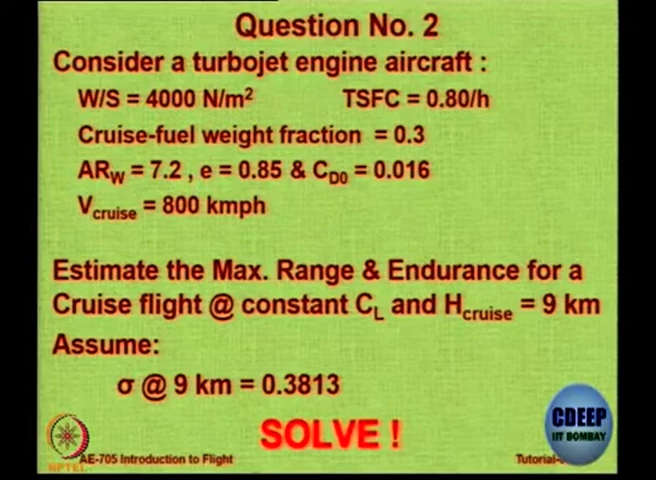 Question No. 2
Consider a turbojet engine aircraft :
W/S = 4000 N/m² TSFC = 0.80/h
Cruise-fuel weight fraction = 0.3
AR_W = 7.2 , e = 0.85 & C_D0 = 0.016
V_cruise = 800 kmph
Estimate the Max. Range & Endurance for a
Cruise flight @ constant C_L and H_cruise = 9 km
Assume:
σ @ 9 km = 0.3813
SOLVE !
CDEEP
IIT BOMBAY
NPTEL
AE-705 Introduction to Flight
Tutorial-